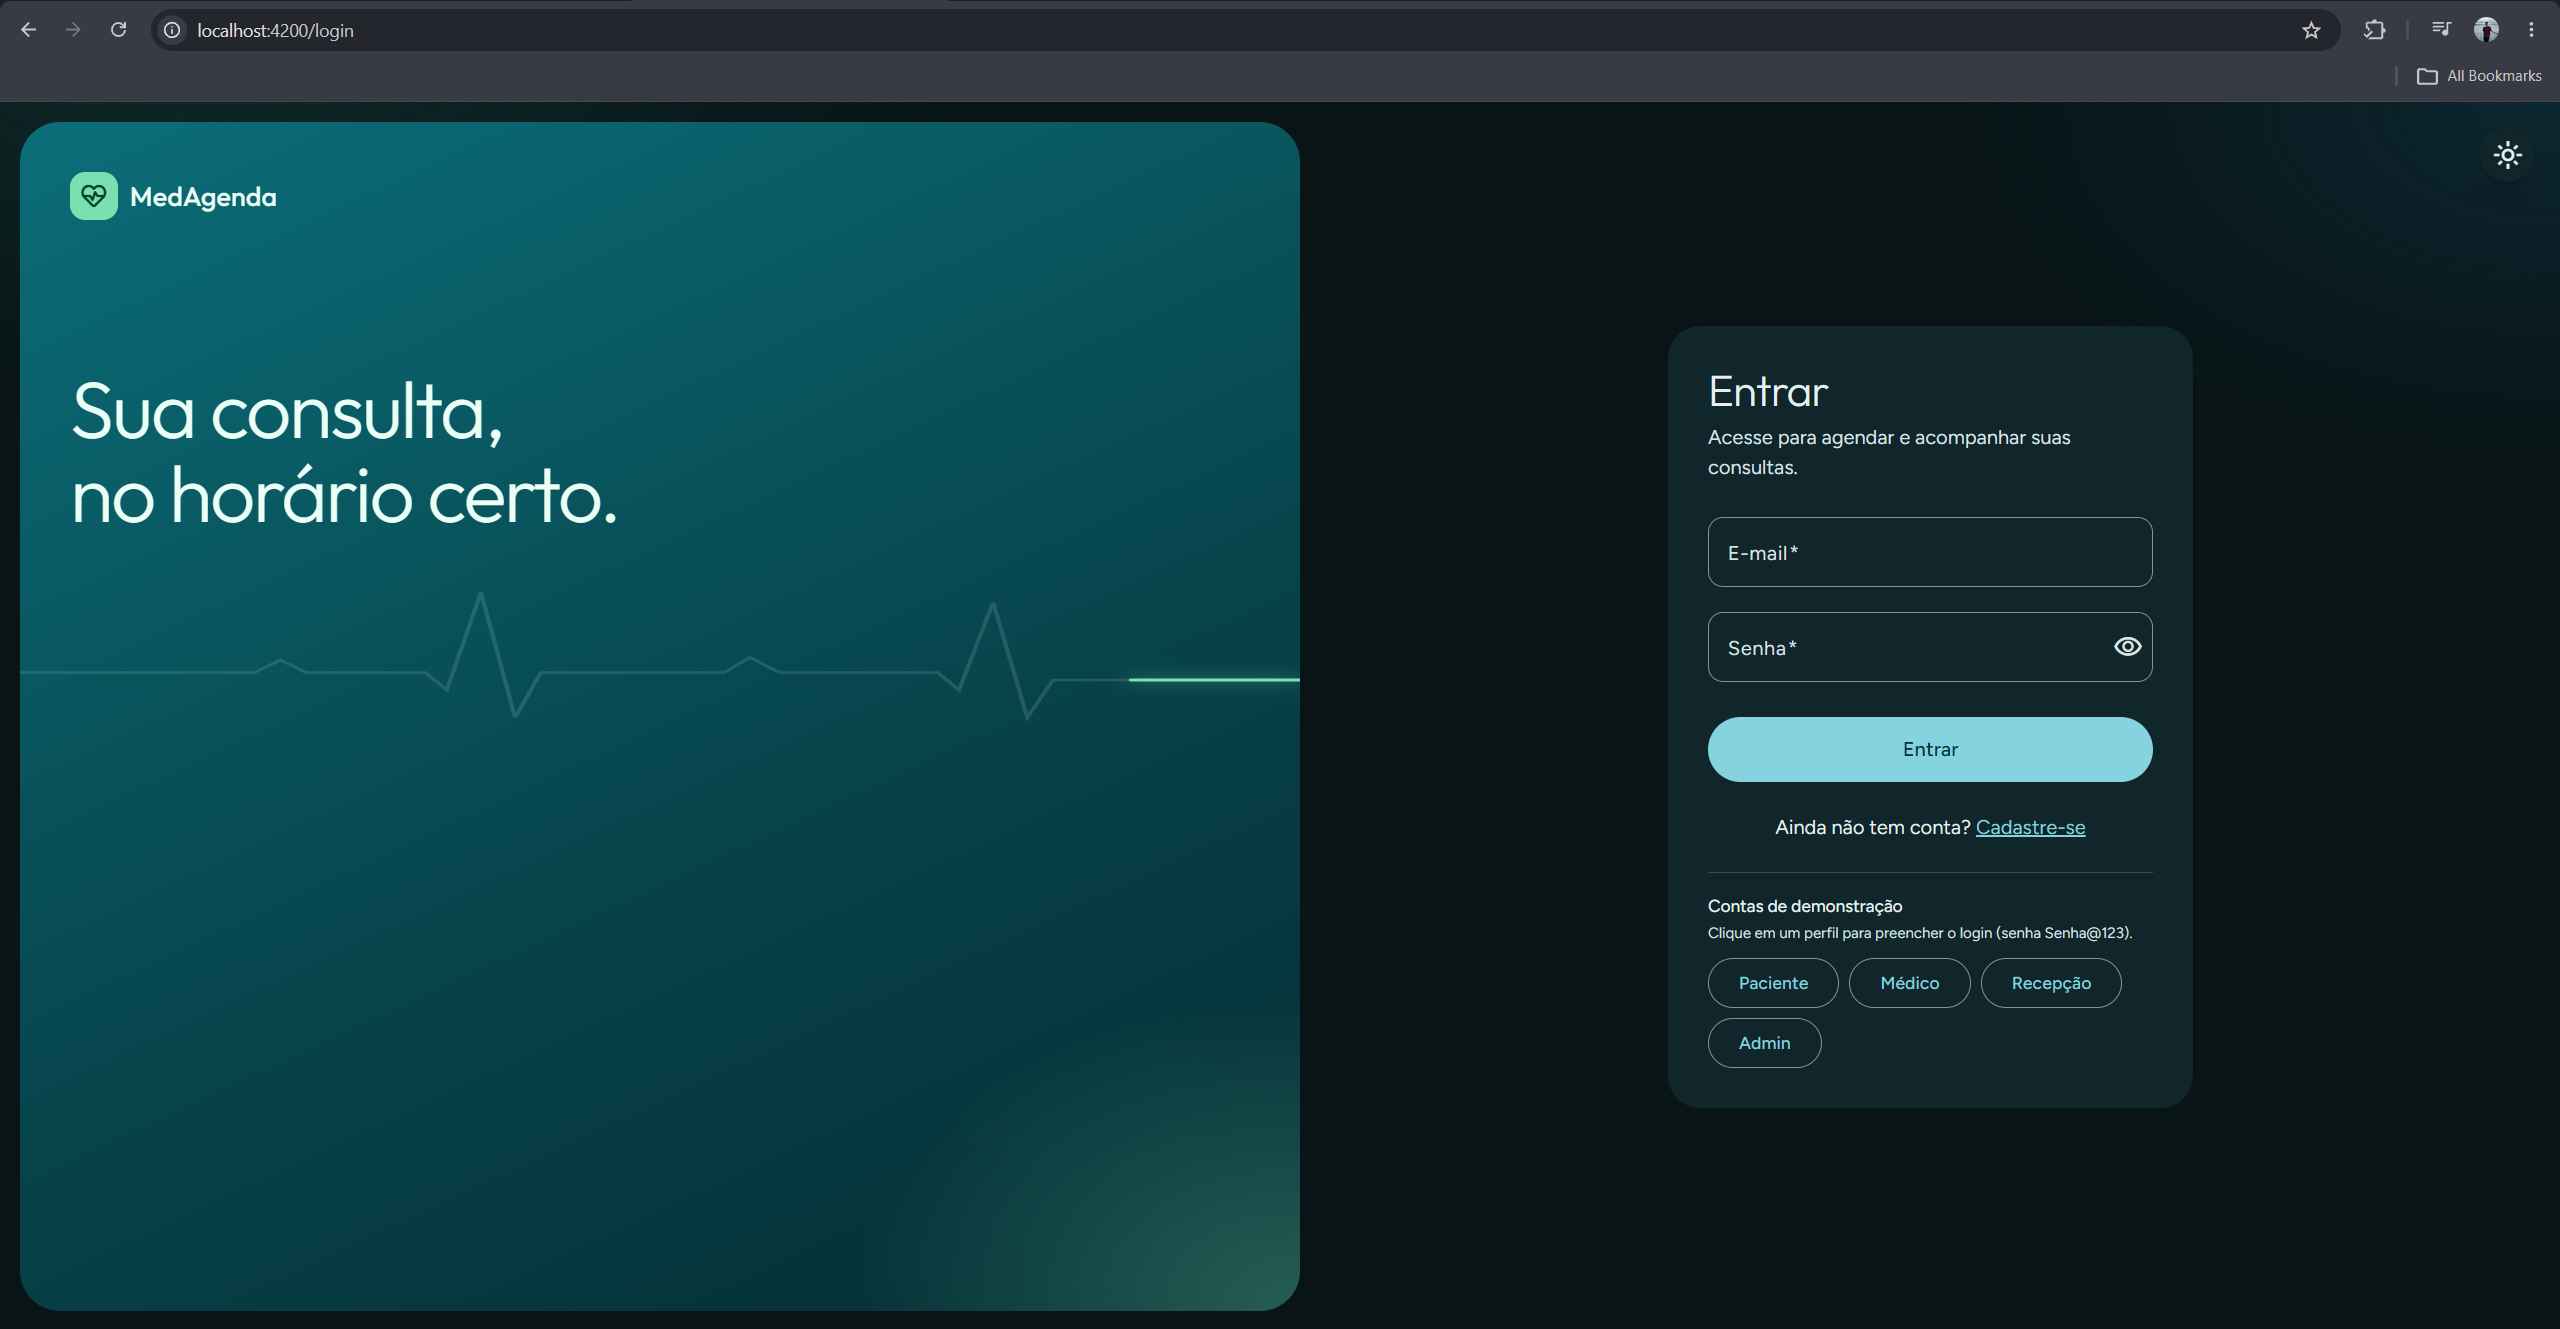 localhost:4200/login
All Bookmarks
MedAgenda
Sua consulta,
no horário certo.
Entrar
Acesse para agendar e acompanhar suas
consultas.
E-mail*
Senha*
Entrar
Ainda não tem conta? Cadastre-se
Contas de demonstração
Clique em um perfil para preencher o login (senha Senha@123).
Paciente
Médico
Recepção
Admin